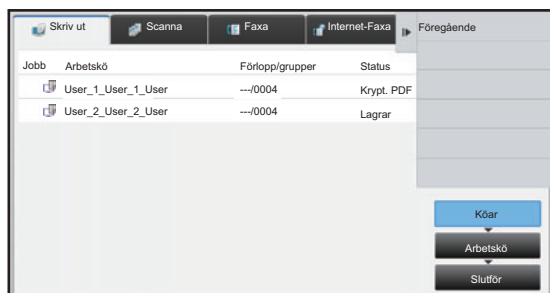 Skriv ut Scanna Faxa Internet-Faxa Föregående
Jobb Arbetskö Förlopp/grupper Status
User_1_User_1_User ---/0004 Krypt. PDF
User_2_User_2_User ---/0004 Lagrar
Köar
Arbetskö
Slutför